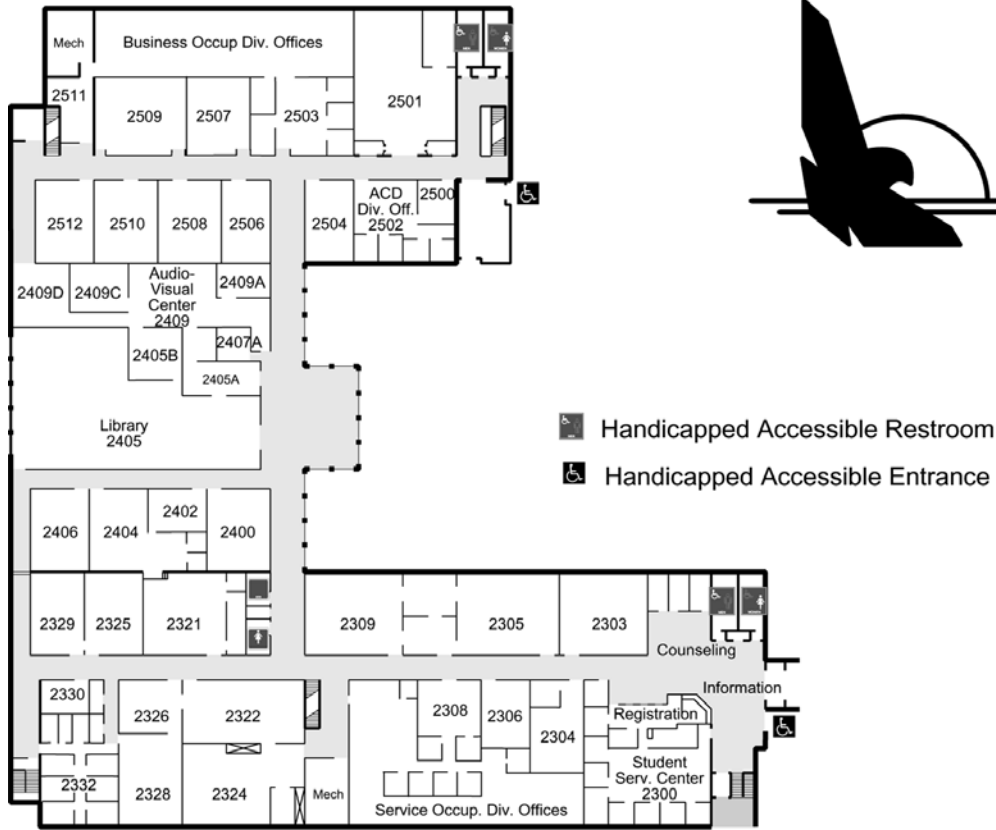 Mech
Business Occup Div. Offices
2511
2509
2507
2503
2501
2512
2510
2508
2506
2504
ACD
Div. Off.
2502
2500
2409D
2409C
Audio-
Visual
Center
2409
2409A
2407A
2405B
2405A
Library
2405
Handicapped Accessible Restroom
Handicapped Accessible Entrance
2406
2404
2402
2400
2329
2325
2321
2309
2305
2303
Counseling
Information
2330
2326
2322
2308
2306
2304
Registration
2332
2328
2324
Mech
Student
Serv. Center
2300
Service Occup. Div. Offices